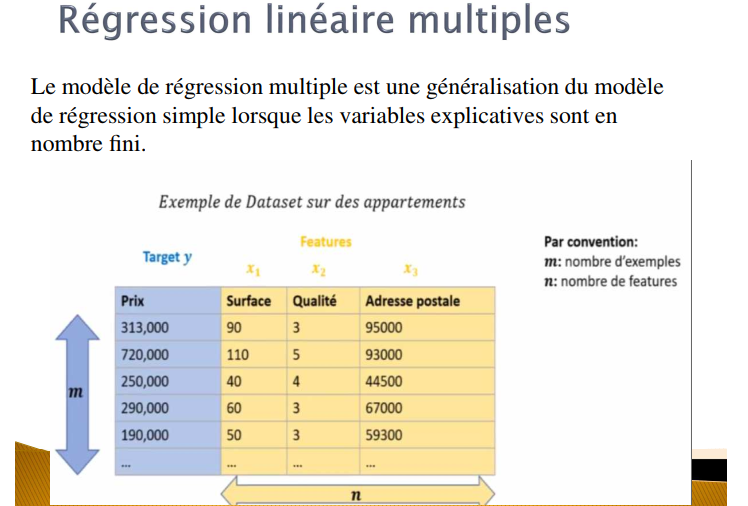 Régression linéaire multiples
Le modèle de régression multiple est une généralisation du modèle
de régression simple lorsque les variables explicatives sont en
nombre fini.
Exemple de Dataset sur des appartements
Features
Target y
x₁ x₂ x₃
Par convention:
m: nombre d'exemples
n: nombre de features
Prix Surface Qualité Adresse postale
313,000 90 3 95000
720,000 110 5 93000
250,000 40 4 44500
290,000 60 3 67000
190,000 50 3 59300
... ... ... ...
m
n